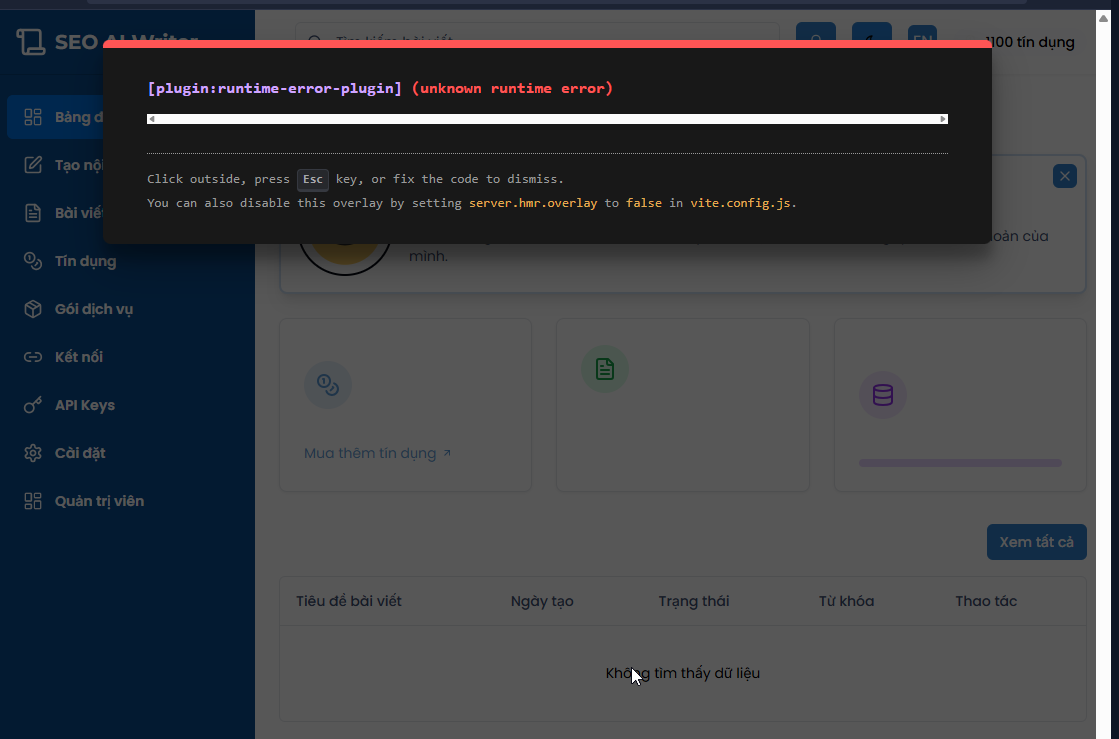 SEO AI Writer
Tìm kiếm bài viết
EN
1100 tín dụng
[plugin:runtime-error-plugin] (unknown runtime error)
Click outside, press Esc key, or fix the code to dismiss.
You can also disable this overlay by setting server.hmr.overlay to false in vite.config.js.
Bảng đ
Tạo nội
Bài viết
Tín dụng
Gói dịch vụ
Kết nối
API Keys
Cài đặt
Quản trị viên
oản của
mình.
Mua thêm tín dụng
Xem tất cả
Tiêu đề bài viết Ngày tạo Trạng thái Từ khóa Thao tác
Không tìm thấy dữ liệu